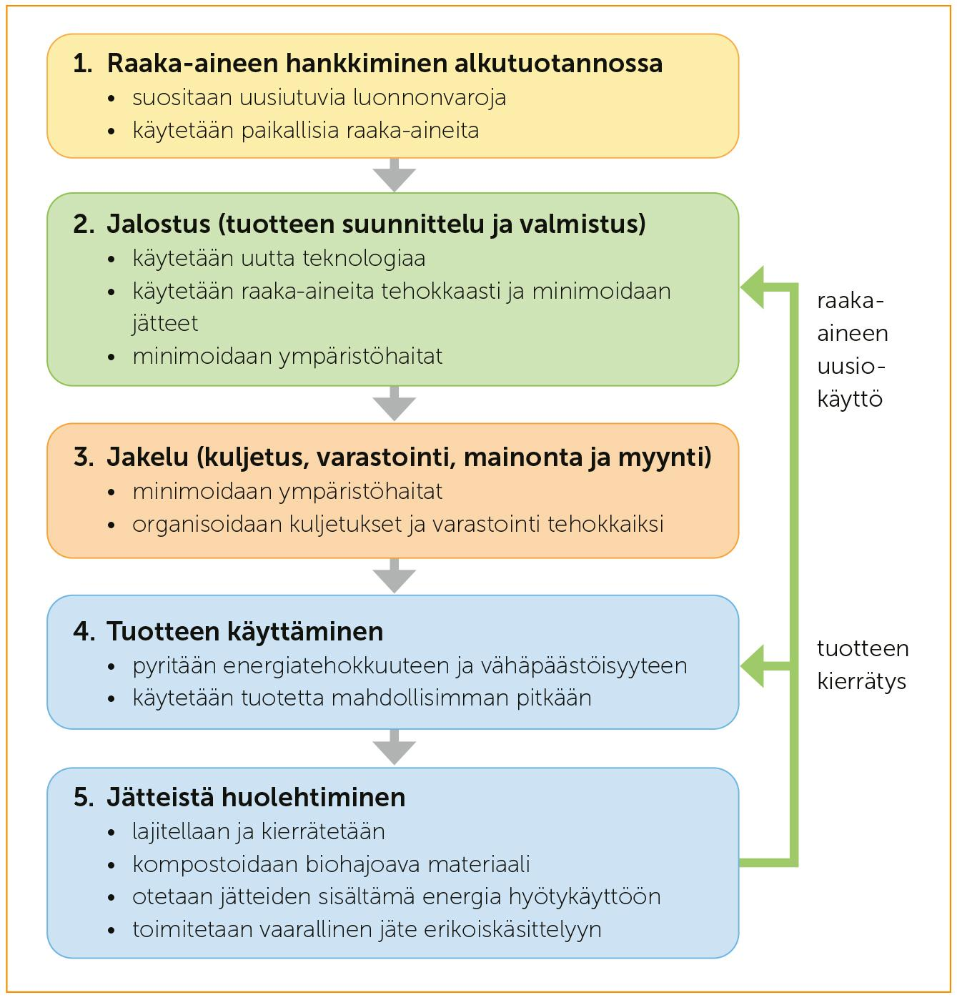 1. Raaka-aineen hankkiminen alkutuotannossa
• suositaan uusiutuvia luonnonvaroja
• käytetään paikallisia raaka-aineita
2. Jalostus (tuotteen suunnittelu ja valmistus)
• käytetään uutta teknologiaa
• käytetään raaka-aineita tehokkaasti ja minimoidaan
jätteet
• minimoidaan ympäristöhaitat
raaka-
aineen
uusio-
käyttö
3. Jakelu (kuljetus, varastointi, mainonta ja myynti)
• minimoidaan ympäristöhaitat
• organisoidaan kuljetukset ja varastointi tehokkaiksi
4. Tuotteen käyttäminen
• pyritään energiatehokkuuteen ja vähäpäästöisyyteen
• käytetään tuotetta mahdollisimman pitkään
tuotteen
kierrätys
5. Jätteistä huolehtiminen
• lajitellaan ja kierrätetään
• kompostoidaan biohajoava materiaali
• otetaan jätteiden sisältämä energia hyötykäyttöön
• toimitetaan vaarallinen jäte erikoiskäsittelyyn